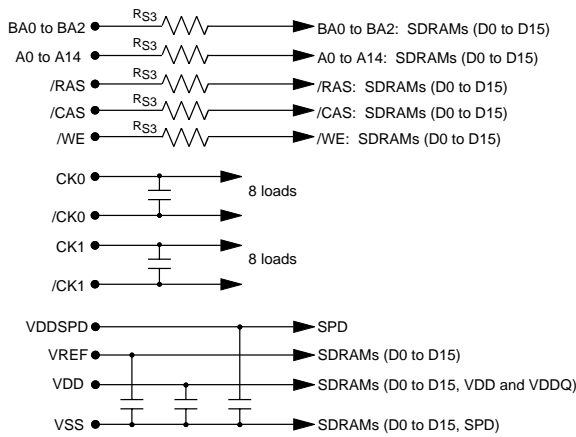 BA0 to BA2 RS3 BA0 to BA2: SDRAMs (D0 to D15)
A0 to A14 RS3 A0 to A14: SDRAMs (D0 to D15)
/RAS RS3 /RAS: SDRAMs (D0 to D15)
/CAS RS3 /CAS: SDRAMs (D0 to D15)
/WE RS3 /WE: SDRAMs (D0 to D15)
CK0
8 loads
/CK0
CK1
8 loads
/CK1
VDDSPD SPD
VREF SDRAMs (D0 to D15)
VDD SDRAMs (D0 to D15, VDD and VDDQ)
VSS SDRAMs (D0 to D15, SPD)